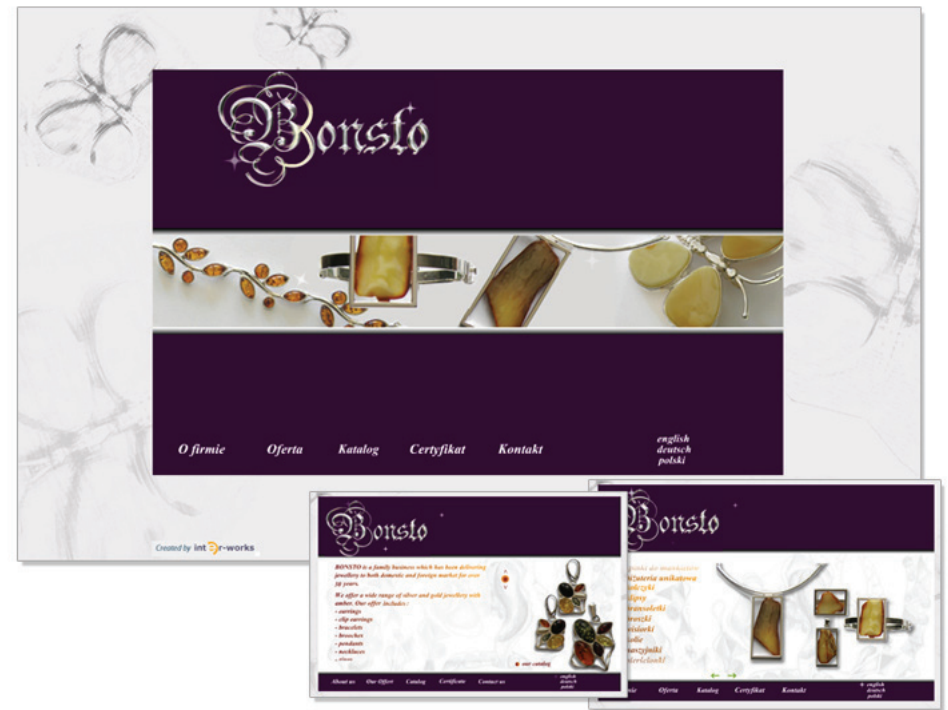 Bonsto
O firmie Oferta Katalog Certyfikat Kontakt
english
deutsch
polski
Created by inter-works
Bonsto
BONSTO is a family business which has been delivering
jewellery to both domestic and foreign market for over
years.
We offer a wide range of silver and gold jewellery with
amber. Our offer includes:
- earrings
- clip earrings
- bracelets
- brooches
- pendants
- necklaces
our catalog
About us Our Offert Catalog Certificate Contact us
english
deutsch
polski
Bonsto
unikatowa
Oferta Katalog Certyfikat Kontakt
english
deutsch
polski